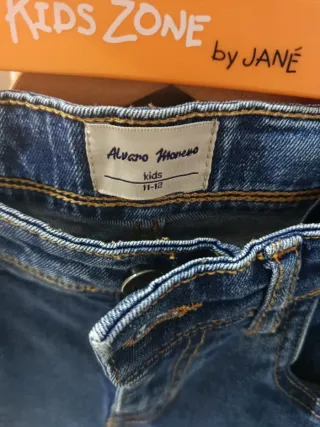 KIDS ZONE
by JANÉ
Alvaro Moreno
kids
11-12